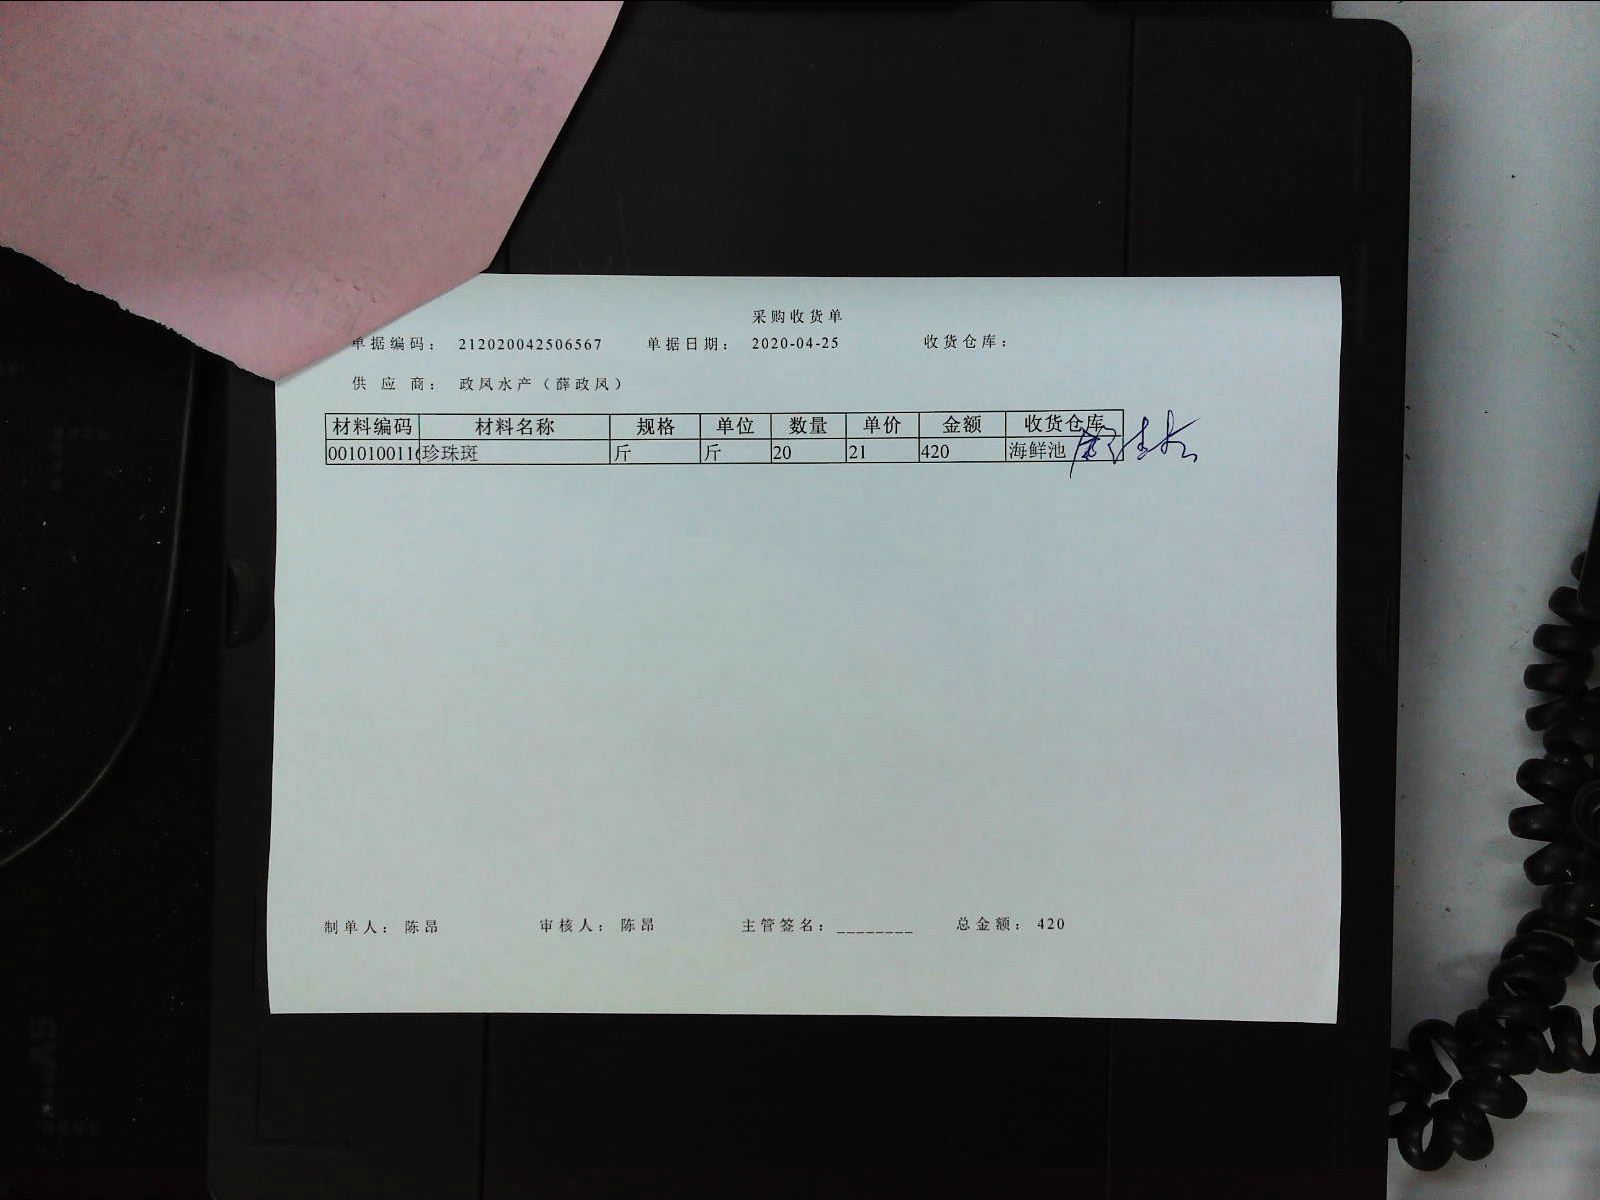 采购收货单
单据编码： 212020042506567 单据日期： 2020-04-25 收货仓库：
供 应 商： 政凤水产（薛政凤）
材料编码 材料名称 规格 单位 数量 单价 金额 收货仓库
001010011 珍珠斑 斤 斤 20 21 420 海鲜池
制单人： 陈昂 审核人： 陈昂 主管签名：________ 总金额： 420